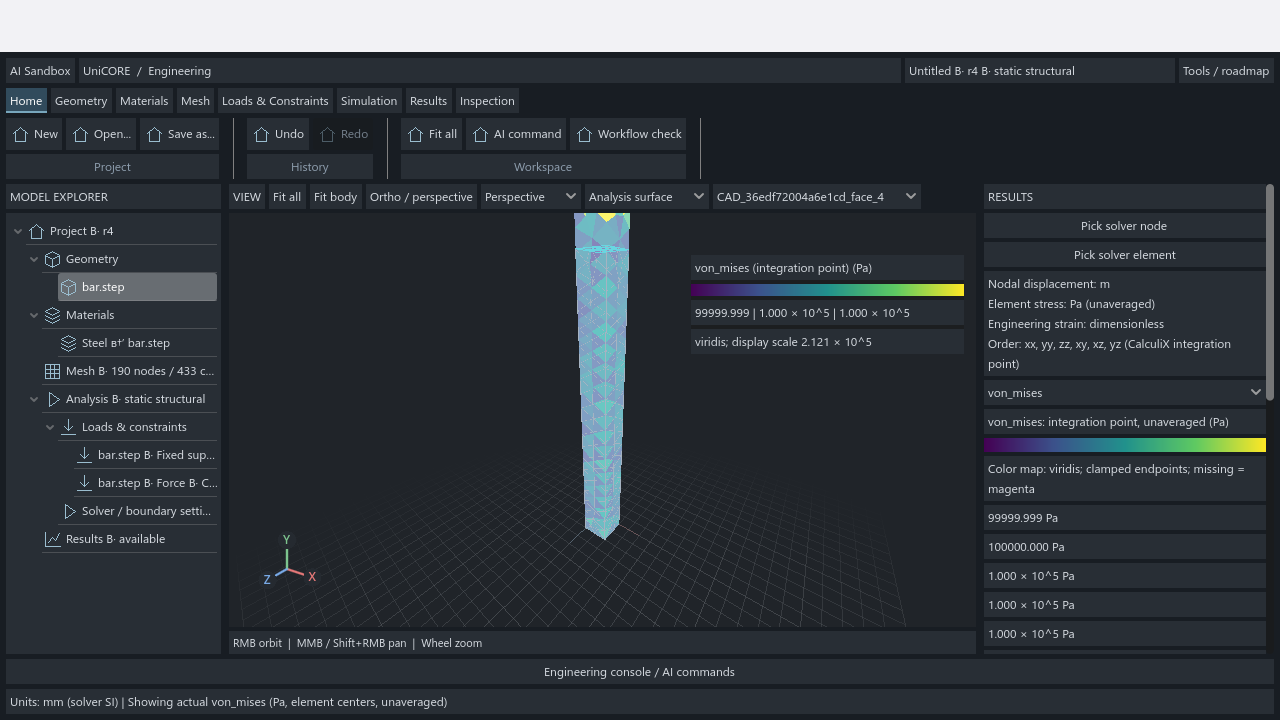 AI Sandbox
UniCORE / Engineering
Untitled В· r4 В· static structural
Tools / roadmap
Home
Geometry
Materials
Mesh
Loads & Constraints
Simulation
Results
Inspection
New
Open...
Save as...
Undo
Redo
Fit all
AI command
Workflow check
Project
History
Workspace
MODEL EXPLORER
VIEW
Fit all
Fit body
Ortho / perspective
Perspective
Analysis surface
CAD_36edf72004a6e1cd_face_4
RESULTS
Project В· r4
Geometry
bar.step
Materials
Steel в†’ bar.step
Mesh В· 190 nodes / 433 c...
Analysis В· static structural
Loads & constraints
bar.step В· Fixed sup...
bar.step В· Force В· C...
Solver / boundary setti...
Results В· available
von_mises (integration point) (Pa)
99999.999 | 1.000 × 10^5 | 1.000 × 10^5
viridis; display scale 2.121 × 10^5
Y
Z
X
RMB orbit | MMB / Shift+RMB pan | Wheel zoom
Pick solver node
Pick solver element
Nodal displacement: m
Element stress: Pa (unaveraged)
Engineering strain: dimensionless
Order: xx, yy, zz, xy, xz, yz (CalculiX integration
point)
von_mises
von_mises: integration point, unaveraged (Pa)
Color map: viridis; clamped endpoints; missing =
magenta
99999.999 Pa
100000.000 Pa
1.000 × 10^5 Pa
1.000 × 10^5 Pa
1.000 × 10^5 Pa
Engineering console / AI commands
Units: mm (solver SI) | Showing actual von_mises (Pa, element centers, unaveraged)